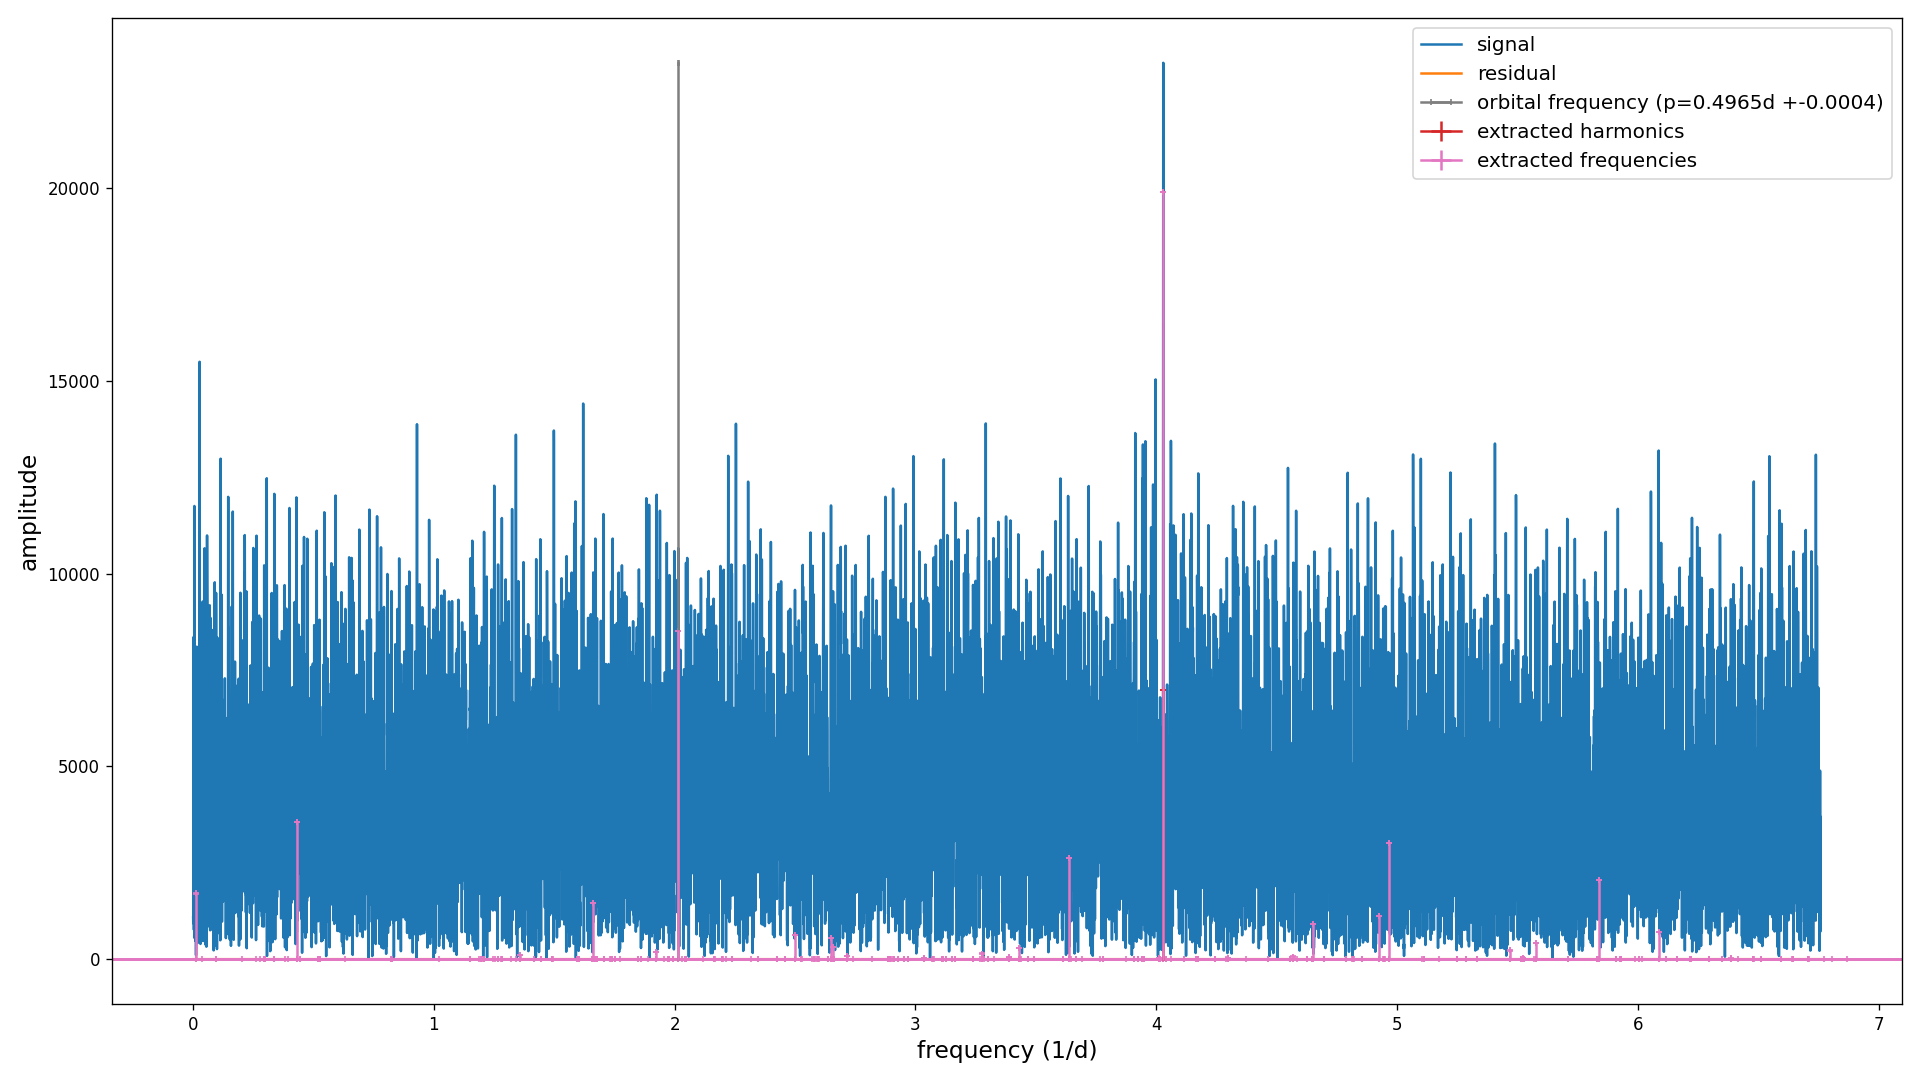 signal
residual
orbital frequency (p=0.4965d +-0.0004)
extracted harmonics
extracted frequencies
amplitude
20000
15000
10000
5000
0
0 1 2 3 4 5 6 7
frequency (1/d)